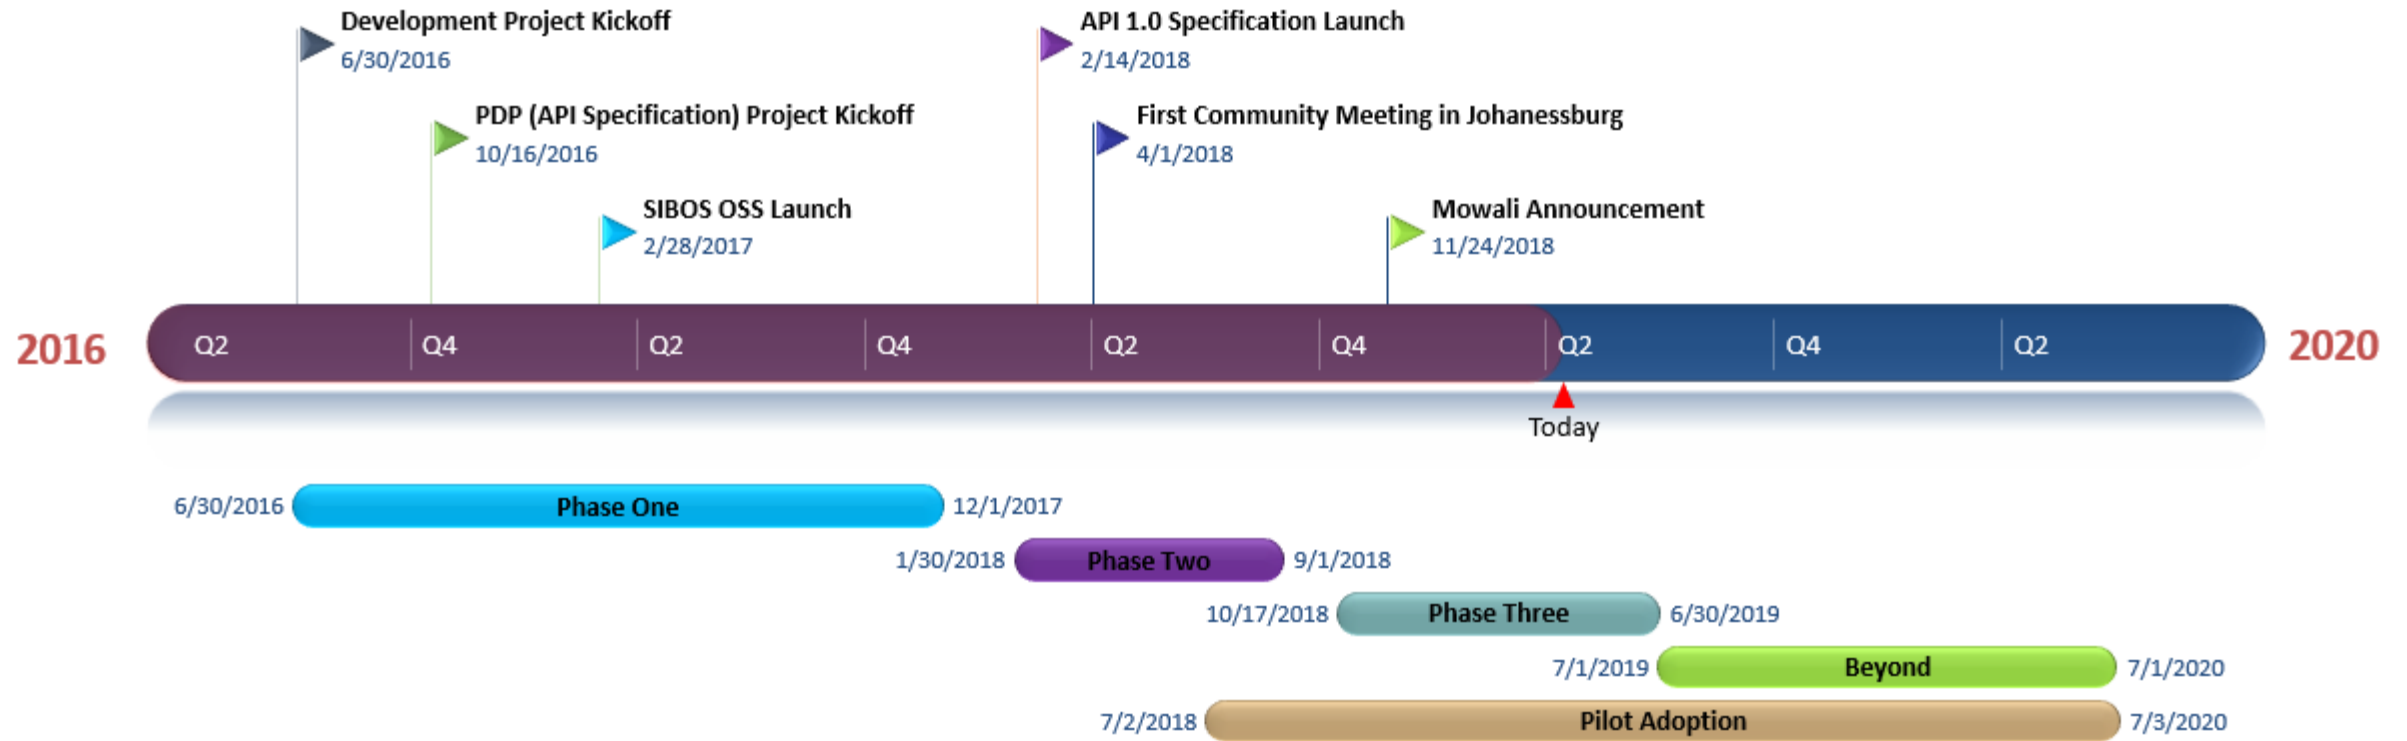 Development Project Kickoff
6/30/2016
API 1.0 Specification Launch
2/14/2018
PDP (API Specification) Project Kickoff
10/16/2016
First Community Meeting in Johanessburg
4/1/2018
SIBOS OSS Launch
2/28/2017
Mowali Announcement
11/24/2018
2016 Q2 Q4 Q2 Q4 Q2 Q4 Q2 Q4 Q2 2020
Today
6/30/2016 Phase One 12/1/2017
1/30/2018 Phase Two 9/1/2018
10/17/2018 Phase Three 6/30/2019
7/1/2019 Beyond 7/1/2020
7/2/2018 Pilot Adoption 7/3/2020